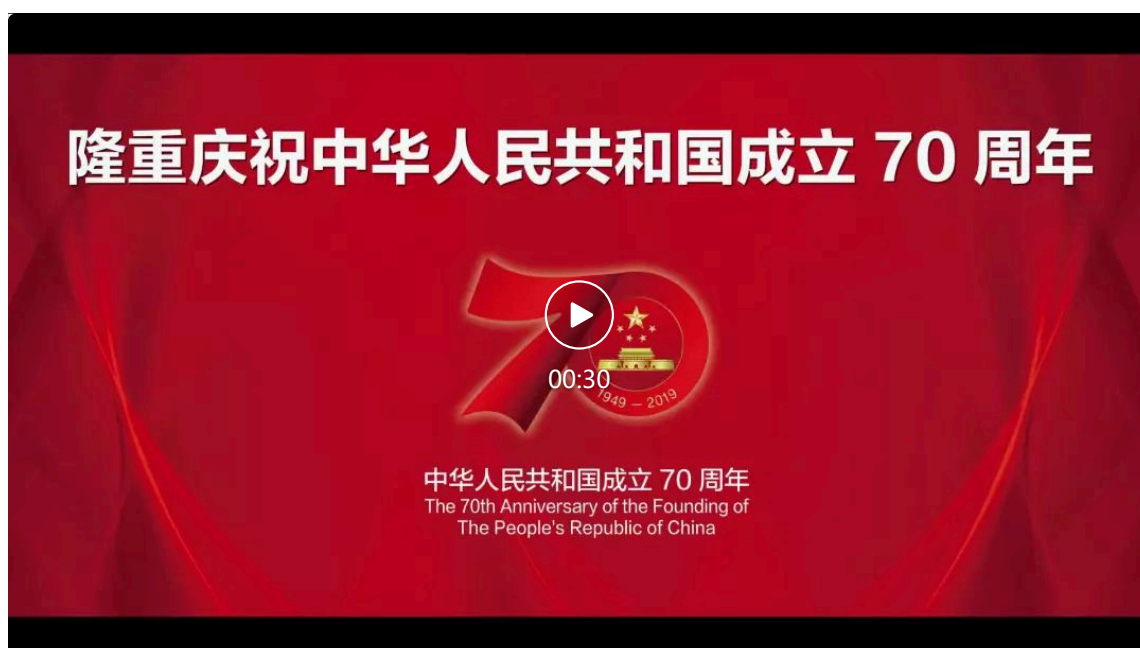 隆重庆祝中华人民共和国成立 70 周年
70
00:30
1949 – 2019
中华人民共和国成立 70 周年
The 70th Anniversary of the Founding of
The People's Republic of China